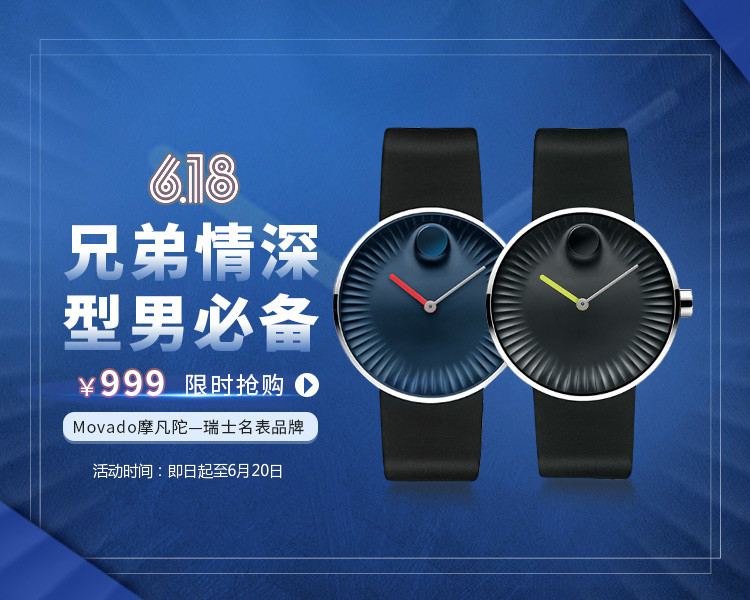 6.18
兄弟情深
型男必备
¥999 限时抢购
Movado摩凡陀—瑞士名表品牌
活动时间：即日起至6月20日